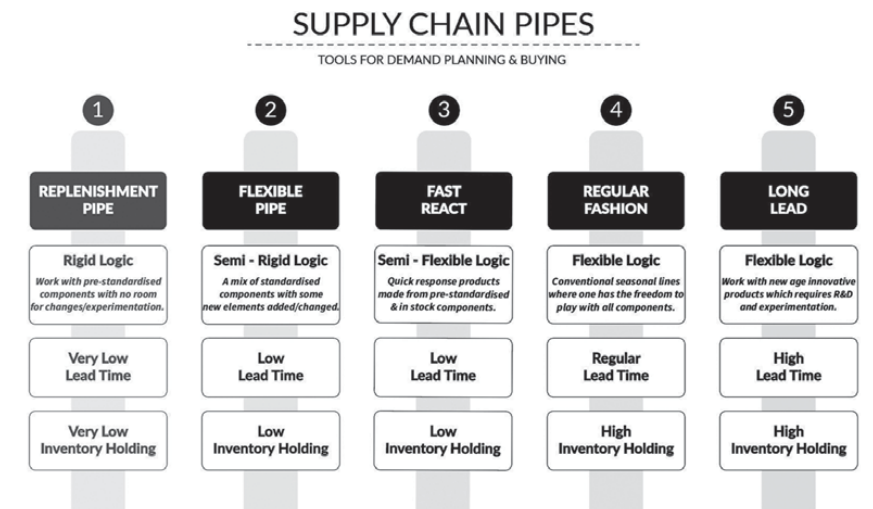 SUPPLY CHAIN PIPES
TOOLS FOR DEMAND PLANNING & BUYING
1
REPLENISHMENT
PIPE
Rigid Logic
Work with pre-standardised
components with no room
for changes/experimentation.
Very Low
Lead Time
Very Low
Inventory Holding
2
FLEXIBLE
PIPE
Semi - Rigid Logic
A mix of standardised
components with some
new elements added/changed.
Low
Lead Time
Low
Inventory Holding
3
FAST
REACT
Semi - Flexible Logic
Quick response products
made from pre-standardised
& in stock components.
Low
Lead Time
Low
Inventory Holding
4
REGULAR
FASHION
Flexible Logic
Conventional seasonal lines
where one has the freedom to
play with all components.
Regular
Lead Time
High
Inventory Holding
5
LONG
LEAD
Flexible Logic
Work with new age innovative
products which requires R&D
and experimentation.
High
Lead Time
High
Inventory Holding